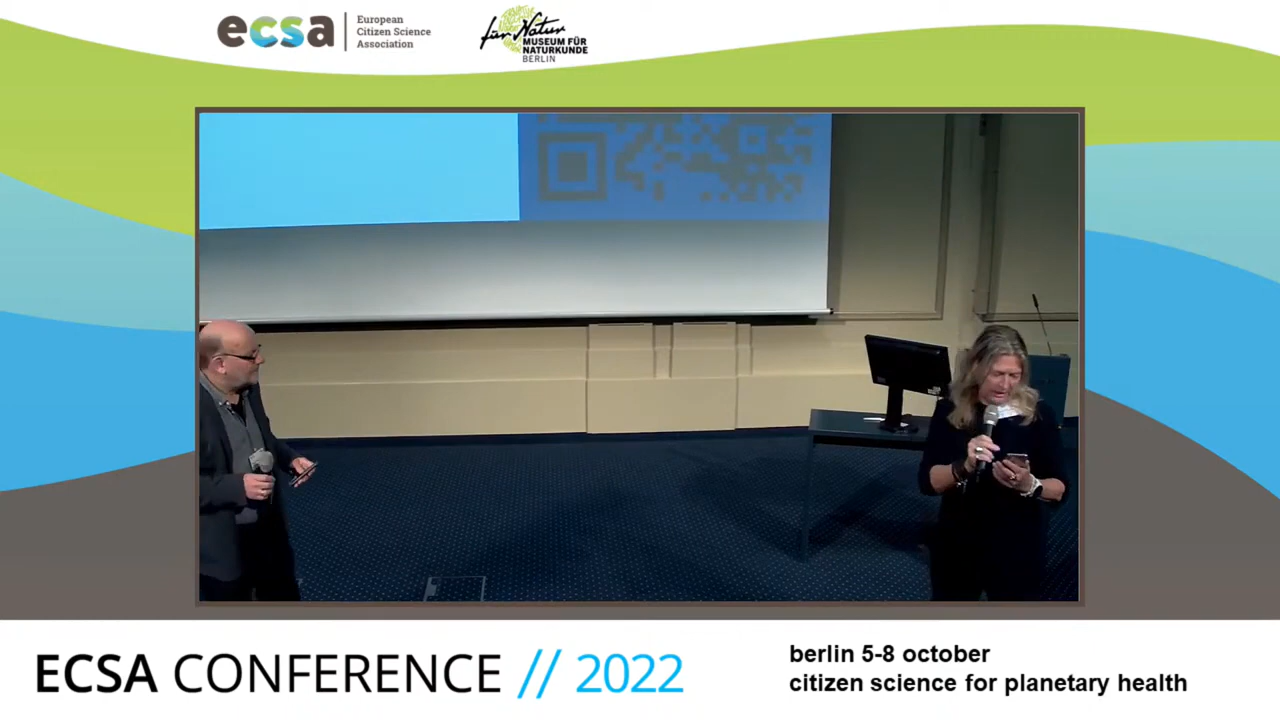 ecsa
European
Citizen Science
Association
für Natur
MUSEUM FÜR
NATURKUNDE
BERLIN
ECSA CONFERENCE // 2022
berlin 5-8 october
citizen science for planetary health